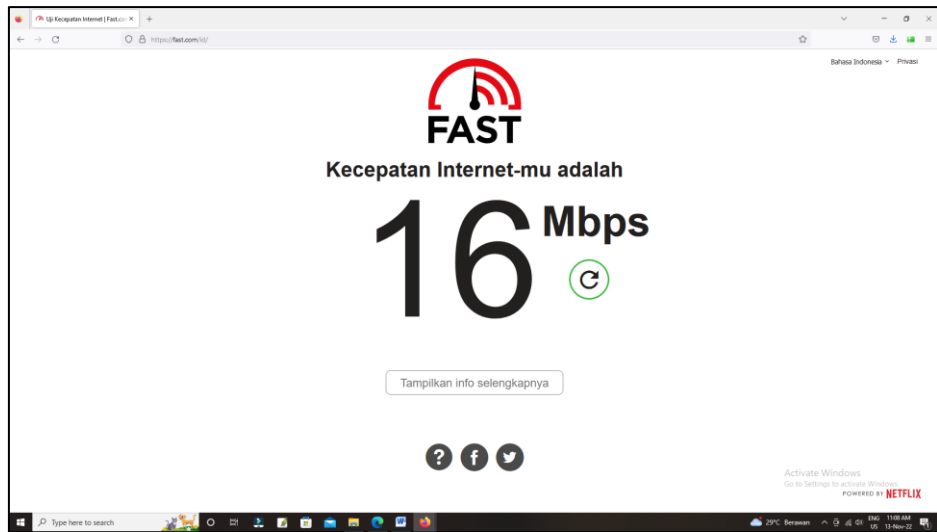 Uji Kecepatan Internet | Fast.com
https://fast.com/id/
Bahasa Indonesia
Privasi
FAST
Kecepatan Internet-mu adalah
16 Mbps
Tampilkan info selengkapnya
Activate Windows
Go to Settings to activate Windows.
POWERED BY NETFLIX
Type here to search
29°C Berawan
ENG
US
11:00 AM
13-Nov-22